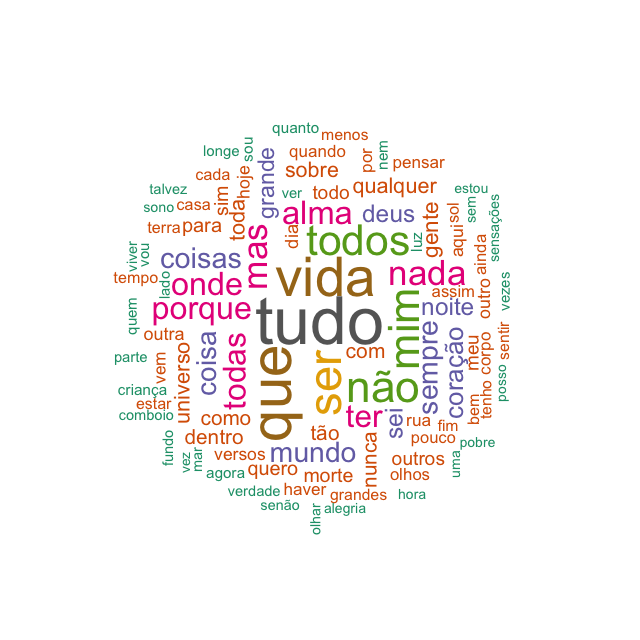 quanto
menos
longe
sou
quando
por
nem
pensar
cada
hoje
grande
sobre
talvez
casa
sim
ver
todo
qualquer
estou
sono
toda
alma
deus
gente
sol
sem
sensações
terra
para
dia
todos
luz
aqui
viver
vou
coisas
mas
vida
nada
ainda
tempo
lado
onde
assim
outro
vezes
quem
porque
tudo
mim
noite
outra
coisa
todas
com
sempre
coração
meu
corpo
sentir
parte
vem
universo
que
ser
não
tenho
posso
criança
estar
comboio
como
ter
sei
rua
bem
fim
dentro
tão
pouco
pobre
fundo
vez
mar
versos
mundo
nunca
outros
uma
agora
quero
morte
olhos
verdade
haver
grandes
hora
senão
olhar
alegria